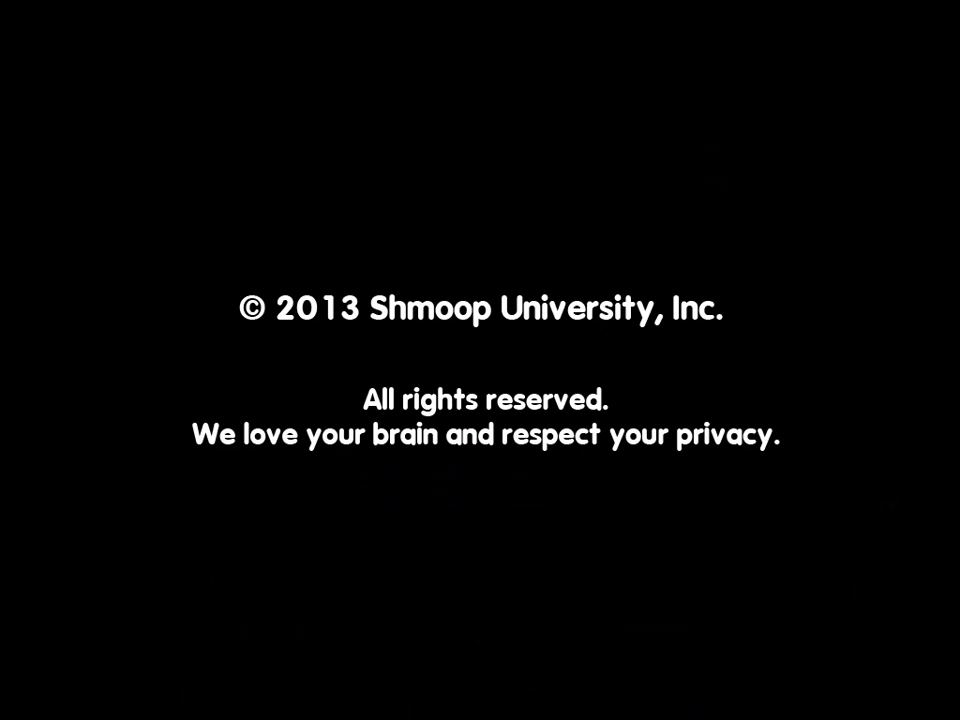 © 2013 Shmoop University, Inc.
All rights reserved.
We love your brain and respect your privacy.